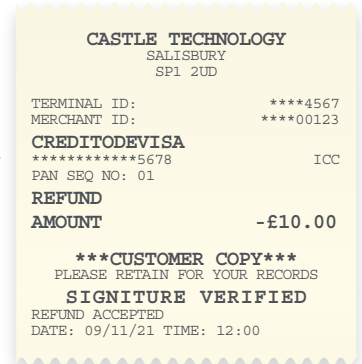 CASTLE TECHNOLOGY
SALISBURY
SP1 2UD
TERMINAL ID: ****4567
MERCHANT ID: ****00123
CREDITODEVISA
************5678 ICC
PAN SEQ NO: 01
REFUND
AMOUNT -£10.00
***CUSTOMER COPY***
PLEASE RETAIN FOR YOUR RECORDS
SIGNITURE VERIFIED
REFUND ACCEPTED
DATE: 09/11/21 TIME: 12:00